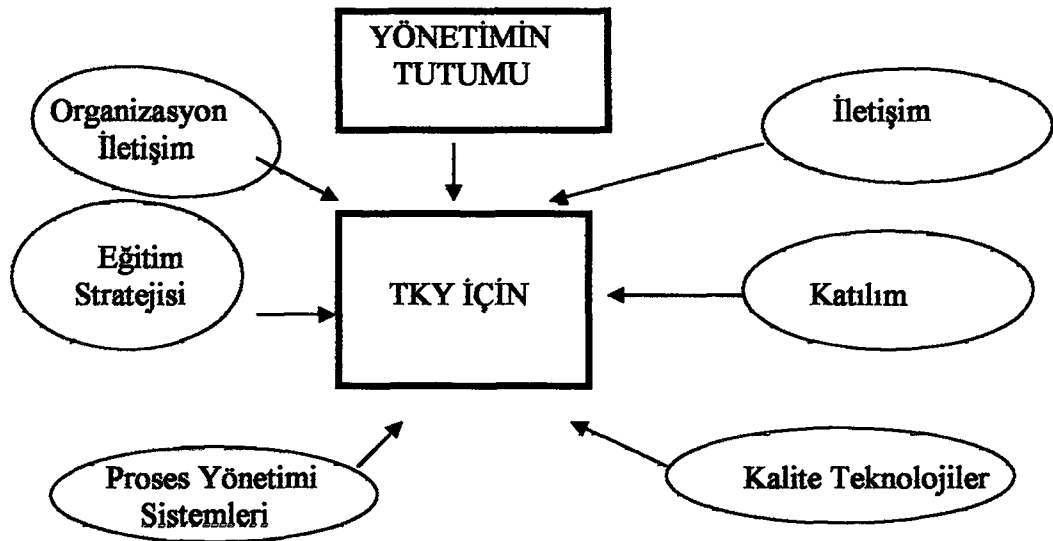 YÖNETİMİN
TUTUMU
Organizasyon
İletişim
İletişim
Eğitim
Stratejisi
TKY İÇİN
Katılım
Proses Yönetimi
Sistemleri
Kalite Teknolojiler